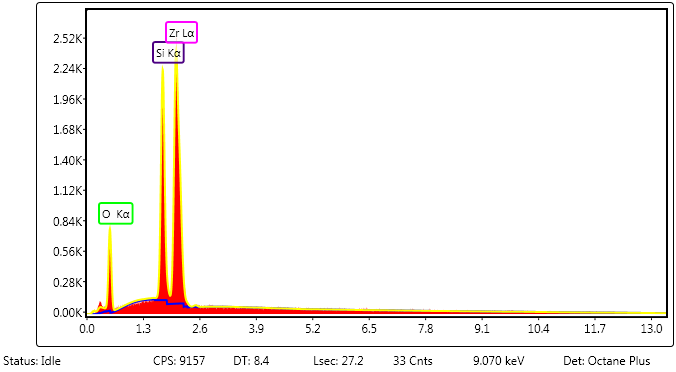 Zr Lα
2.52K
Si Kα
2.24K
1.96K
1.68K
1.40K
1.12K
O Kα
0.84K
0.56K
0.28K
0.00K
0.0 1.3 2.6 3.9 5.2 6.5 7.8 9.1 10.4 11.7 13.0
Status: Idle CPS: 9157 DT: 8.4 Lsec: 27.2 33 Cnts 9.070 keV Det: Octane Plus